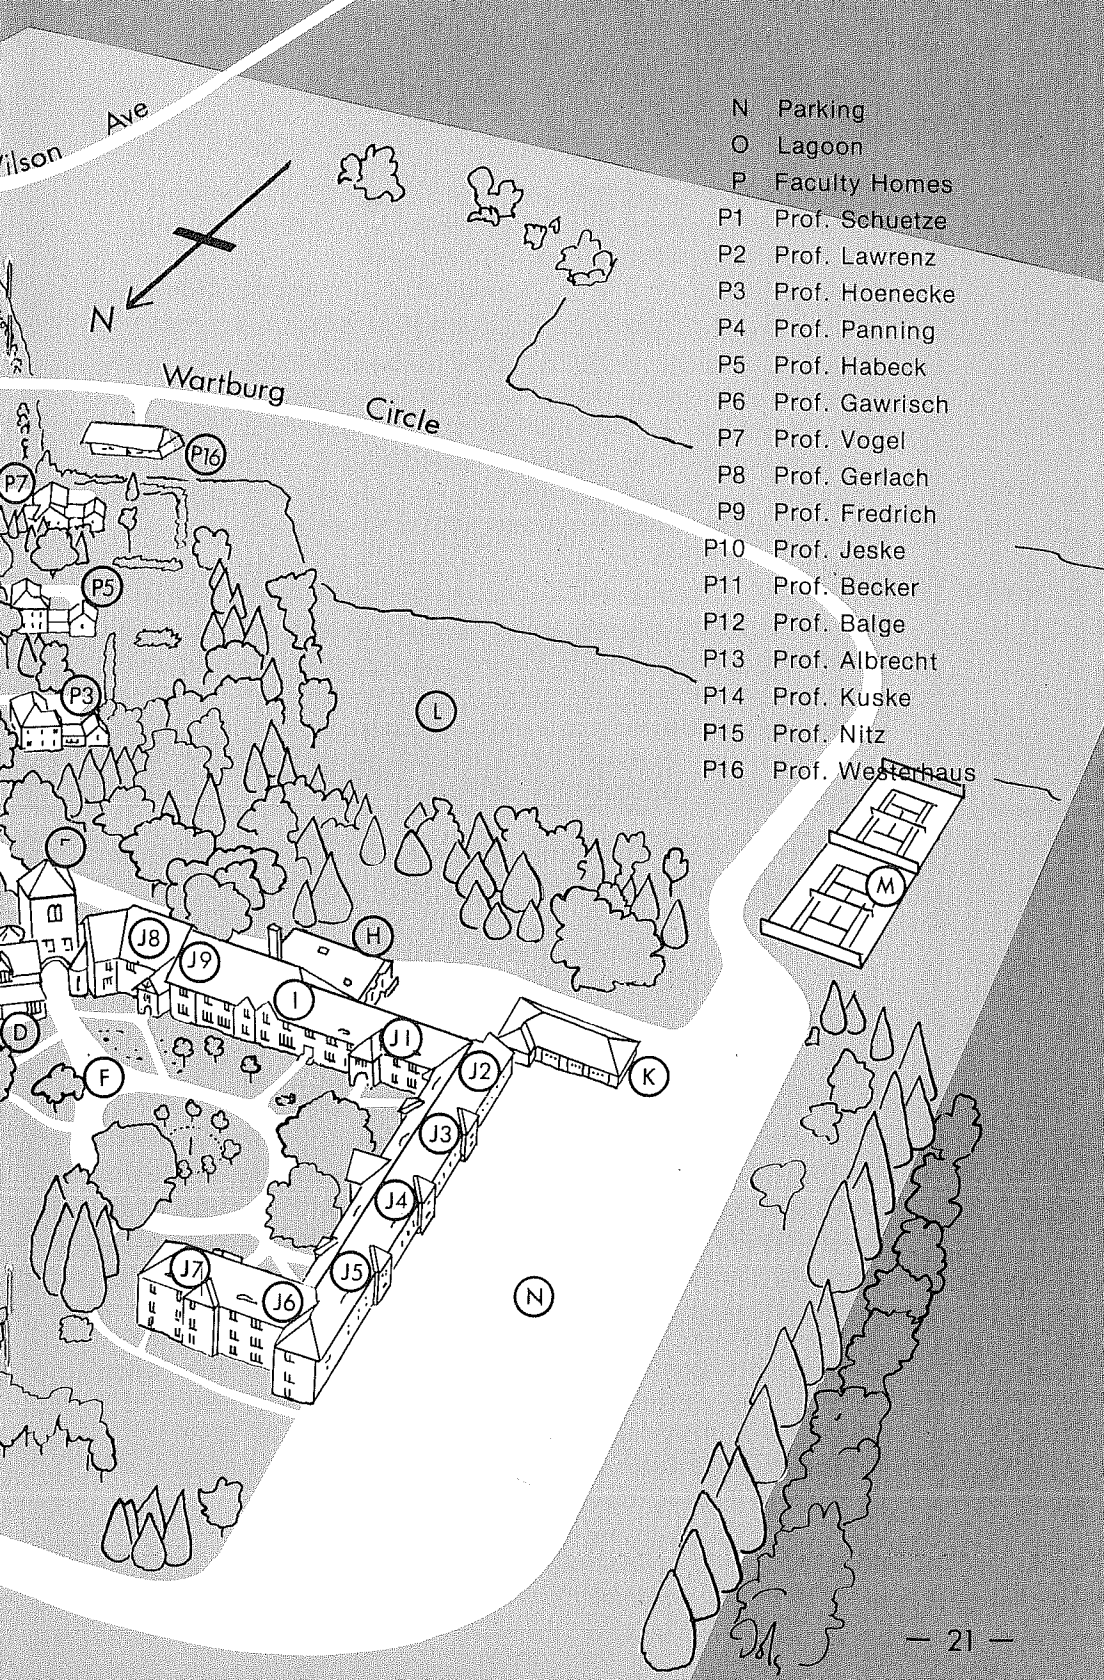 Ave
Wilson
N
Wartburg Circle
N Parking
O Lagoon
P Faculty Homes
P1 Prof. Schuetze
P2 Prof. Lawrenz
P3 Prof. Hoenecke
P4 Prof. Panning
P5 Prof. Habeck
P6 Prof. Gawrisch
P7 Prof. Vogel
P8 Prof. Gerlach
P9 Prof. Fredrich
P10 Prof. Jeske
P11 Prof. Becker
P12 Prof. Balge
P13 Prof. Albrecht
P14 Prof. Kuske
P15 Prof. Nitz
P16 Prof. Westerhaus
P16
P7
P5
P3
L
M
H
J8
J9
I
J1
D
F
J2
K
J3
J4
J5
J7
J6
N
— 21 —